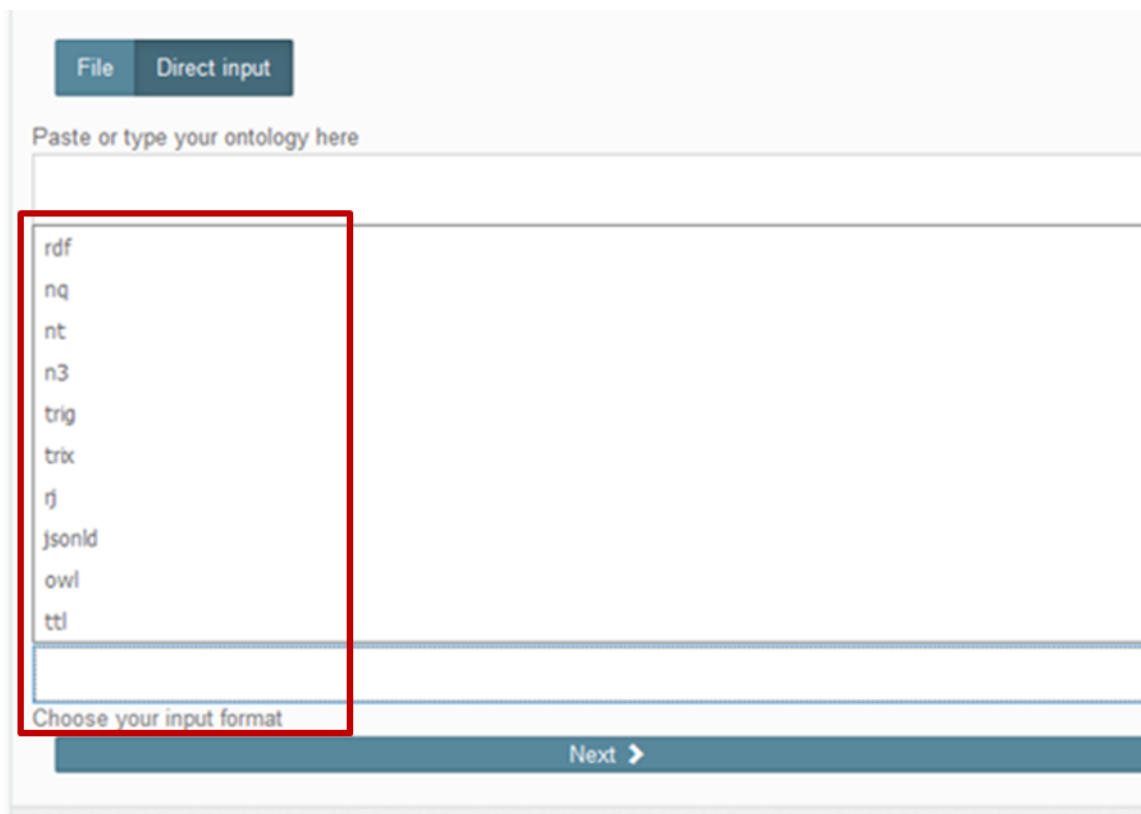 File Direct input
Paste or type your ontology here
rdf
nq
nt
n3
trig
trix
rj
jsonld
owl
ttl
Choose your input format
Next